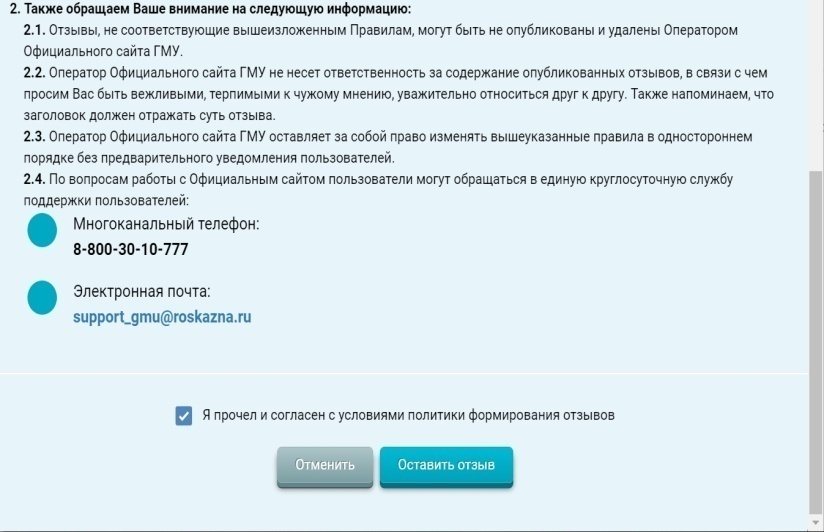 2. Также обращаем Ваше внимание на следующую информацию:
2.1. Отзывы, не соответствующие вышеизложенным Правилам, могут быть не опубликованы и удалены Оператором
Официального сайта ГМУ.
2.2. Оператор Официального сайта ГМУ не несет ответственность за содержание опубликованных отзывов, в связи с чем
просим Вас быть вежливыми, терпимыми к чужому мнению, уважительно относиться друг к другу. Также напоминаем, что
заголовок должен отражать суть отзыва.
2.3. Оператор Официального сайта ГМУ оставляет за собой право изменять вышеуказанные правила в одностороннем
порядке без предварительного уведомления пользователей.
2.4. По вопросам работы с Официальным сайтом пользователи могут обращаться в единую круглосуточную службу
поддержки пользователей:
Многоканальный телефон:
8-800-30-10-777
Электронная почта:
support_gmu@roskazna.ru
Я прочел и согласен с условиями политики формирования отзывов
Отменить
Оставить отзыв